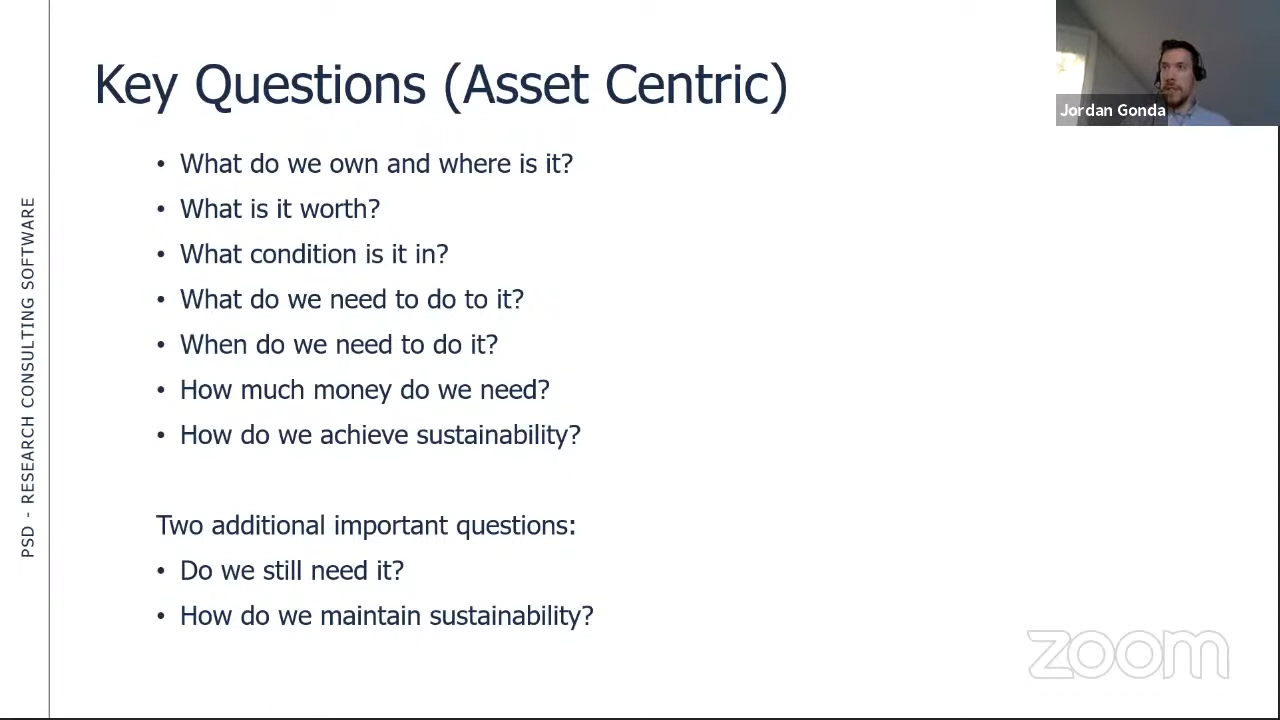 Key Questions (Asset Centric)
Jordan Gonda
• What do we own and where is it?
• What is it worth?
• What condition is it in?
• What do we need to do to it?
• When do we need to do it?
• How much money do we need?
• How do we achieve sustainability?
Two additional important questions:
• Do we still need it?
• How do we maintain sustainability?
PSD - RESEARCH CONSULTING SOFTWARE
zoom